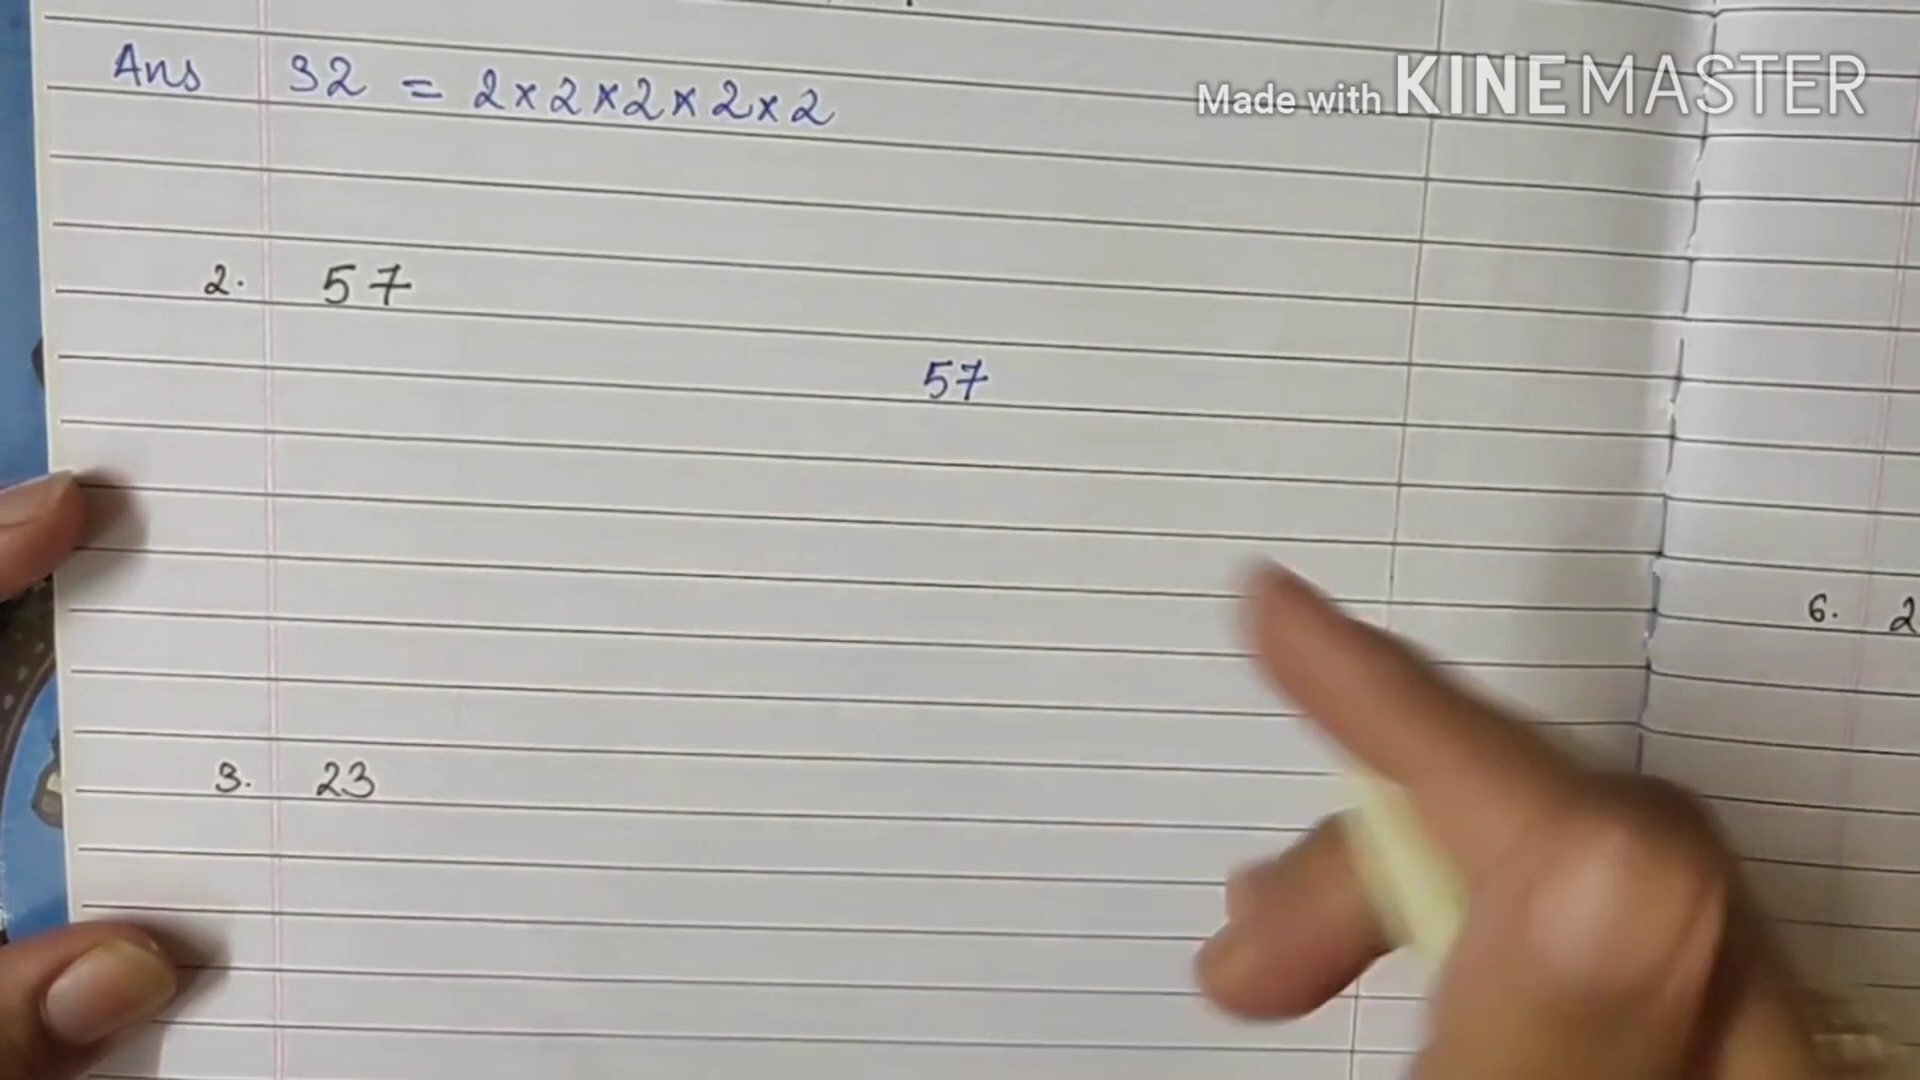 Made with KINEMASTER
Ans 32 = 2×2×2×2×2
2. 57
57
3. 23
6. 2